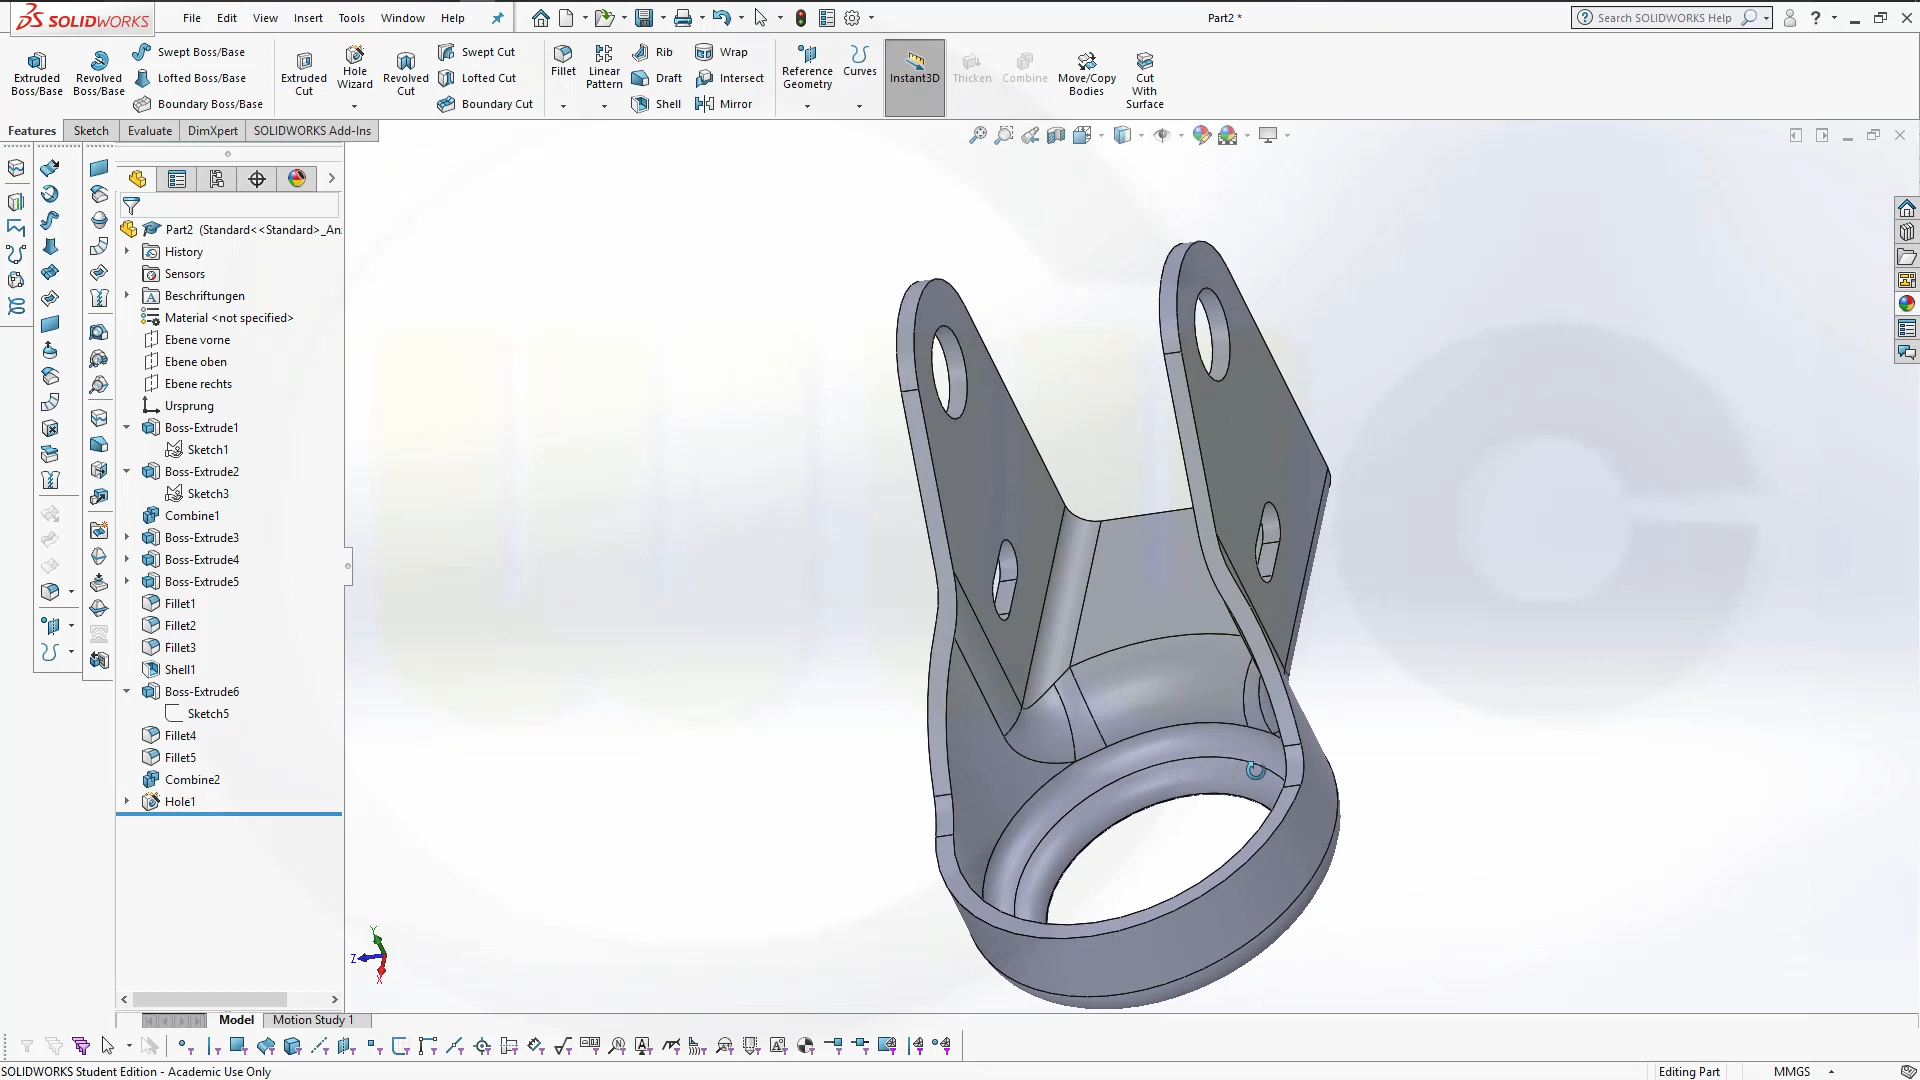 SOLIDWORKS
File Edit View Insert Tools Window Help
Part2 *
Search SOLIDWORKS Help
Extruded Boss/Base
Revolved Boss/Base
Swept Boss/Base
Lofted Boss/Base
Boundary Boss/Base
Extruded Cut
Hole Wizard
Revolved Cut
Swept Cut
Lofted Cut
Boundary Cut
Fillet
Linear Pattern
Rib
Draft
Shell
Wrap
Intersect
Mirror
Reference Geometry
Curves
Instant3D
Thicken
Combine
Move/Copy Bodies
Cut With Surface
Features Sketch Evaluate DimXpert SOLIDWORKS Add-Ins
Part2 (Standard<<Standard>_An
History
Sensors
Beschriftungen
Material <not specified>
Ebene vorne
Ebene oben
Ebene rechts
Ursprung
Boss-Extrude1
Sketch1
Boss-Extrude2
Sketch3
Combine1
Boss-Extrude3
Boss-Extrude4
Boss-Extrude5
Fillet1
Fillet2
Fillet3
Shell1
Boss-Extrude6
Sketch5
Fillet4
Fillet5
Combine2
Hole1
Y
Z
X
Model Motion Study 1
SOLIDWORKS Student Edition - Academic Use Only
Editing Part
MMGS